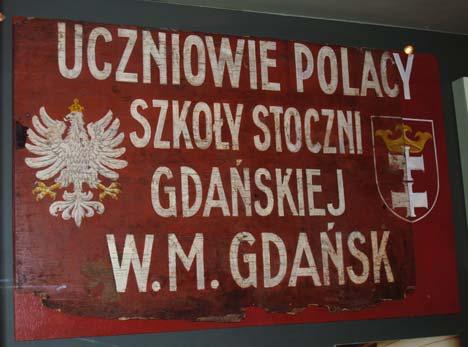 UCZNIOWIE POLACY
SZKOŁY STOCZNI
GDAŃSKIEJ
W.M. GDAŃSK